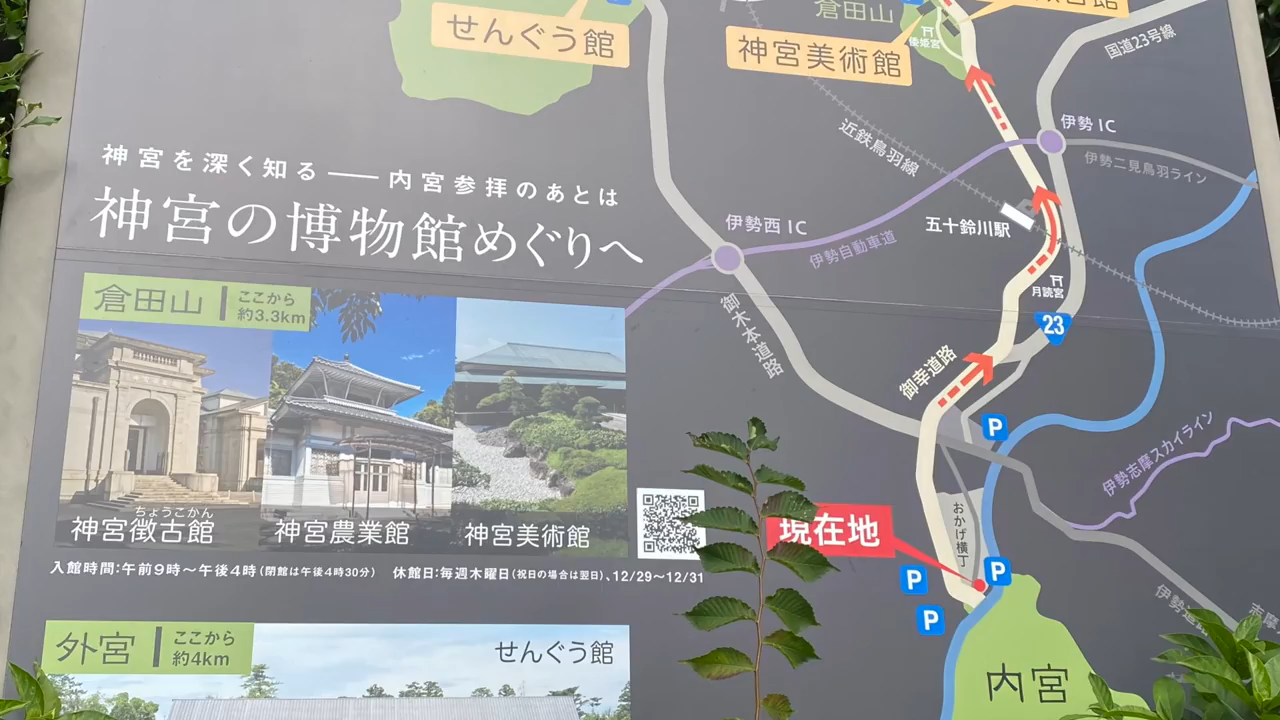 せんぐう館
倉田山
神宮美術館
倭姫宮
国道23号線
近鉄鳥羽線
伊勢IC
伊勢二見鳥羽ライン
神宮を深く知る――内宮参拝のあとは
神宮の博物館めぐりへ
伊勢西IC
伊勢自動車道
五十鈴川駅
月読宮
23
御木本道路
御幸道路
倉田山
ここから
約3.3km
P
伊勢志摩スカイライン
ちょうこかん
神宮徴古館
神宮農業館
神宮美術館
現在地
おかげ横丁
入館時間:午前9時〜午後4時(閉館は午後4時30分) 休館日:毎週木曜日(祝日の場合は翌日)、12/29〜12/31
P
P
P
外宮
ここから
約4km
せんぐう館
内宮